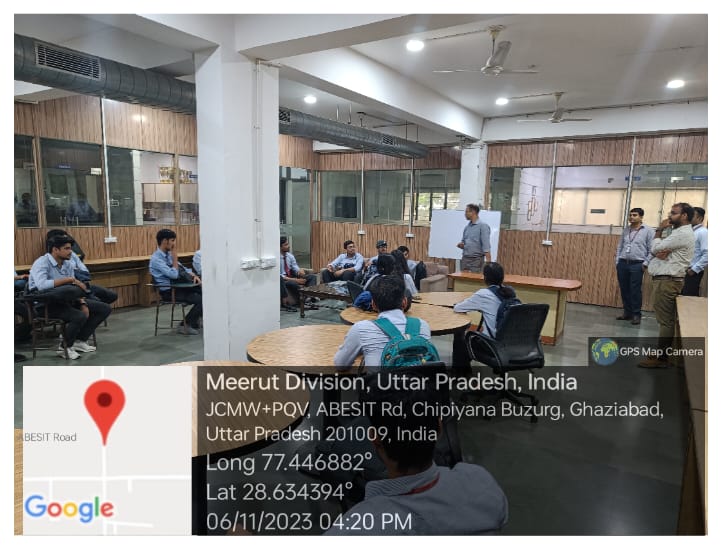 GPS Map Camera
Meerut Division, Uttar Pradesh, India
JCMW+PQV, ABESIT Rd, Chipiyana Buzurg, Ghaziabad,
Uttar Pradesh 201009, India
Long 77.446882°
Lat 28.634394°
06/11/2023 04:20 PM
ABESIT Road
Google